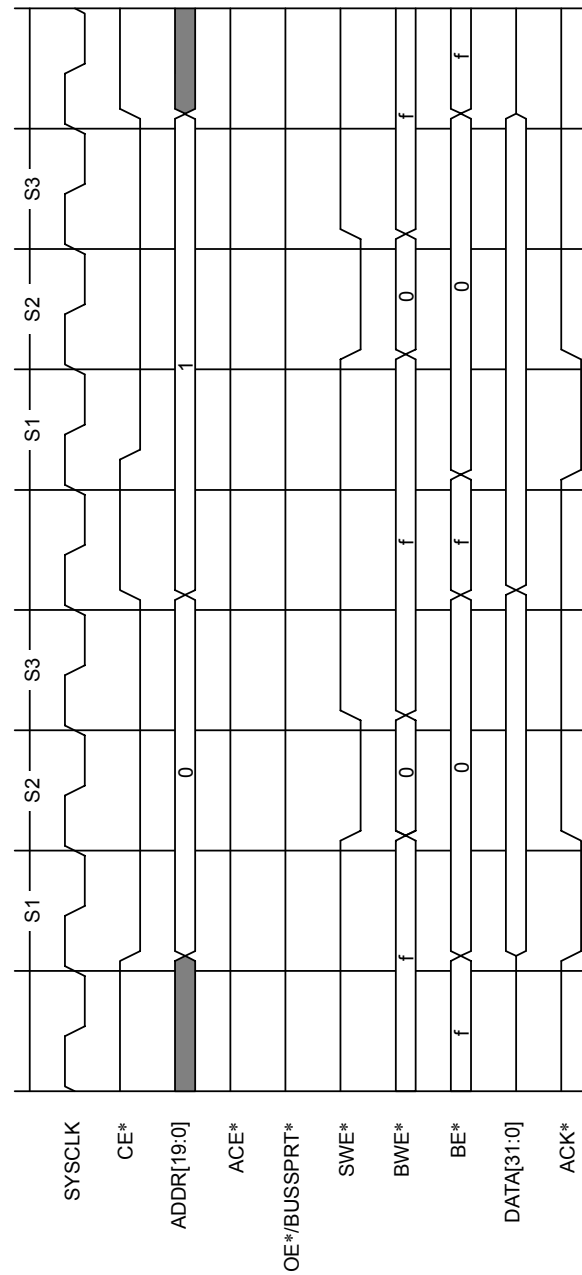 S1 S2 S3 S1 S2 S3
SYSCLK
CE*
ADDR[19:0] 0 1
ACE*
OE*/BUSSPRT*
SWE*
BWE* f 0 f 0 f
BE* f 0 f 0 f
DATA[31:0]
ACK*